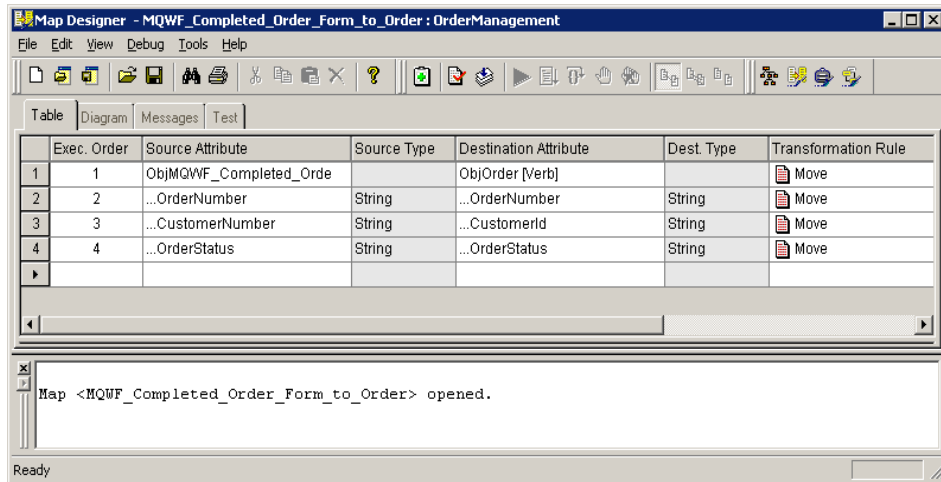 Map Designer - MQWF_Completed_Order_Form_to_Order : OrderManagement
File Edit View Debug Tools Help
Table Diagram Messages Test
Exec. Order Source Attribute Source Type Destination Attribute Dest. Type Transformation Rule
1 1 ObjMQWF_Completed_Orde ObjOrder [Verb] Move
2 2 ...OrderNumber String ...OrderNumber String Move
3 3 ...CustomerNumber String ...CustomerId String Move
4 4 ...OrderStatus String ...OrderStatus String Move
Map <MQWF_Completed_Order_Form_to_Order> opened.
Ready